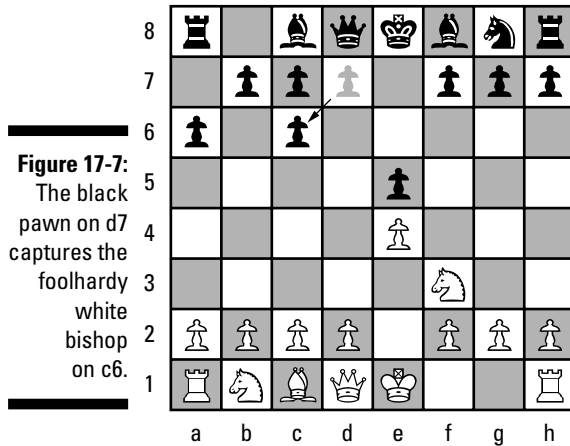 Figure 17-7:
The black
pawn on d7
captures the
foolhardy
white
bishop
on c6.
8
7
6
5
4
3
2
1
a b c d e f g h